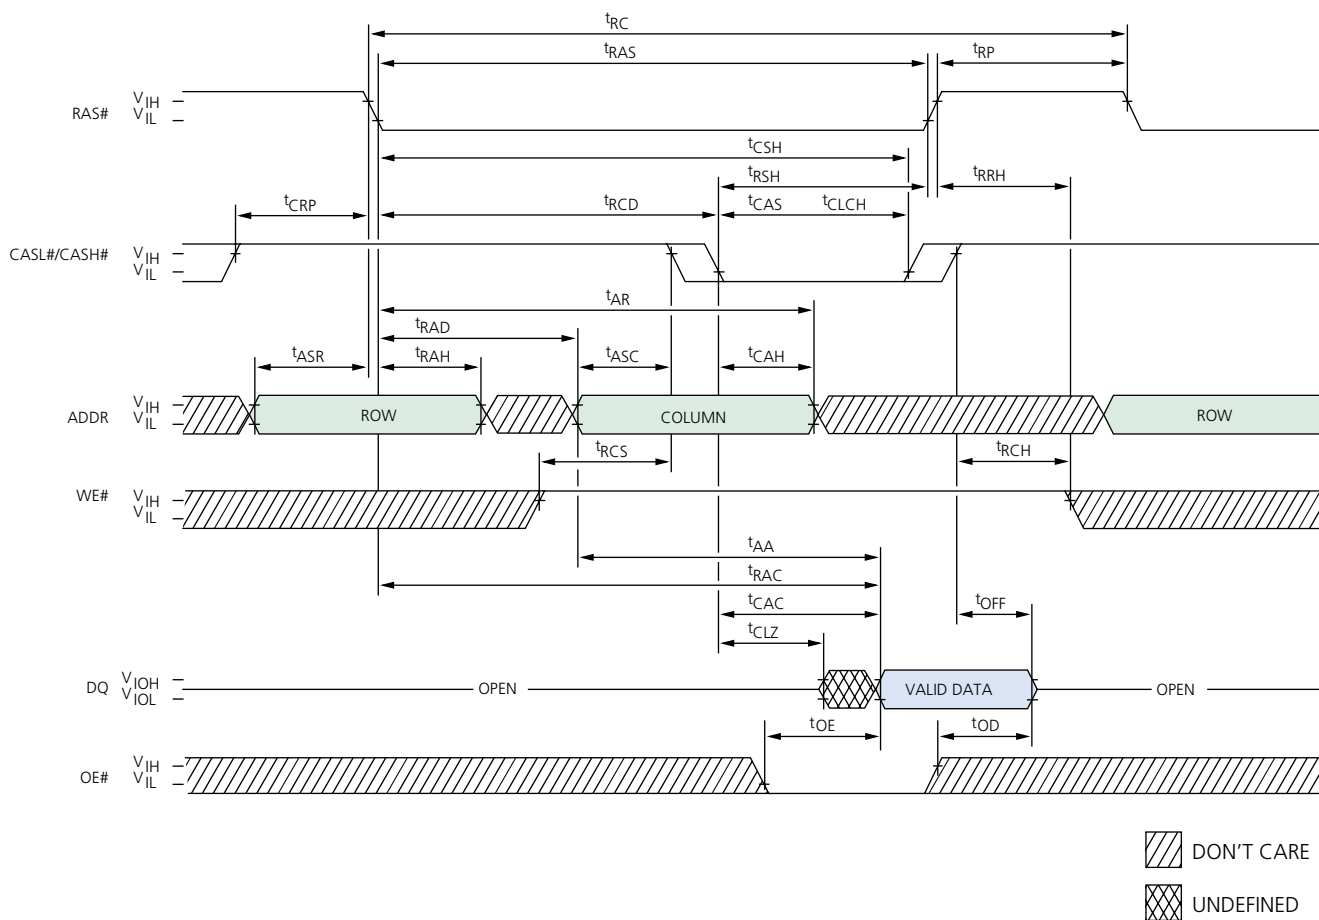 tRC
tRAS
tRP
RAS#
VIH
VIL
tCSH
tRSH
tRRH
tCRP
tRCD
tCAS
tCLCH
CASL#/CASH#
VIH
VIL
tAR
tRAD
tASR
tRAH
tASC
tCAH
ADDR
VIH
VIL
ROW
COLUMN
ROW
tRCS
tRCH
WE#
VIH
VIL
tAA
tRAC
tCAC
tOFF
tCLZ
DQ
VIOH
VIOL
OPEN
VALID DATA
OPEN
tOE
tOD
OE#
VIH
VIL
DON'T CARE
UNDEFINED